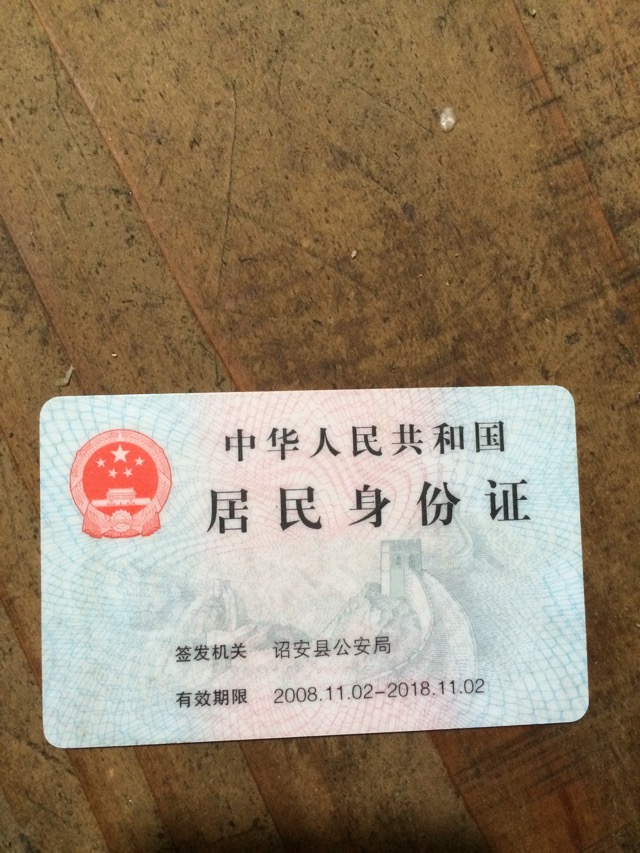 中华人民共和国
居民身份证
签发机关 诏安县公安局
有效期限 2008.11.02-2018.11.02